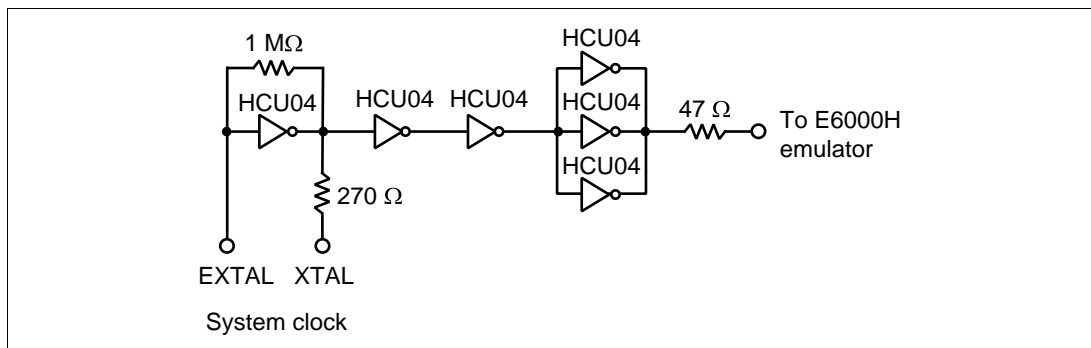 HCU04
1 MΩ
HCU04
HCU04
HCU04
HCU04
47 Ω
To E6000H
emulator
HCU04
270 Ω
EXTAL
XTAL
System clock